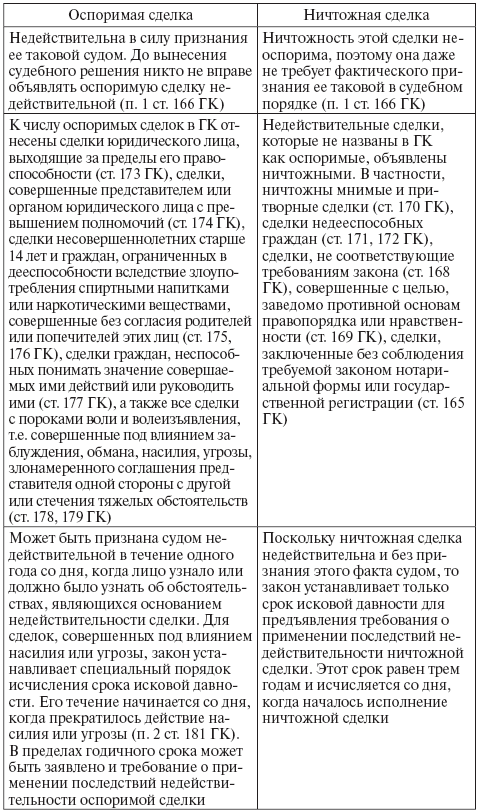 Оспоримая сделка
Ничтожная сделка
Недействительна в силу признания
ее таковой судом. До вынесения
судебного решения никто не вправе
объявлять оспоримую сделку не-
действительной (п. 1 ст. 166 ГК)
Ничтожность этой сделки не-
оспорима, поэтому она даже
не требует фактического при-
знания ее таковой в судебном
порядке (п. 1 ст. 166 ГК)
К числу оспоримых сделок в ГК от-
несены сделки юридического лица,
выходящие за пределы его право-
способности (ст. 173 ГК), сделки,
совершенные представителем или
органом юридического лица с пре-
вышением полномочий (ст. 174 ГК),
сделки несовершеннолетних старше
14 лет и граждан, ограниченных в
дееспособности вследствие злоупо-
требления спиртными напитками
или наркотическими веществами,
совершенные без согласия родителей
или попечителей этих лиц (ст. 175,
176 ГК), сделки граждан, неспособ-
ных понимать значение совершае-
мых ими действий или руководить
ими (ст. 177 ГК), а также все сделки
с пороками воли и волеизъявления,
т.е. совершенные под влиянием за-
блуждения, обмана, насилия, угрозы,
злонамеренного соглашения пред-
ставителя одной стороны с другой
или стечения тяжелых обстоятельств
(ст. 178, 179 ГК)
Недействительные сделки,
которые не названы в ГК
как оспоримые, объявлены
ничтожными. В частности,
ничтожны мнимые и при-
творные сделки (ст. 170 ГК),
сделки недееспособных
граждан (ст. 171, 172 ГК),
сделки, не соответствующие
требованиям закона (ст. 168
ГК), совершенные с целью,
заведомо противной основам
правопорядка или нравствен-
ности (ст. 169 ГК), сделки,
заключенные без соблюдения
требуемой законом нотари-
альной формы или государ-
ственной регистрации (ст. 165
ГК)
Может быть признана судом не-
действительной в течение одного
года со дня, когда лицо узнало или
должно было узнать об обстоятель-
ствах, являющихся основанием
недействительности сделки. Для
сделок, совершенных под влиянием
насилия или угрозы, закон уста-
навливает специальный порядок
исчисления срока исковой давно-
сти. Его течение начинается со дня,
когда прекратилось действие на-
силия или угрозы (п. 2 ст. 181 ГК).
В пределах годичного срока может
быть заявлено и требование о при-
менении последствий недействи-
тельности оспоримой сделки
Поскольку ничтожная сделка
недействительна и без при-
знания этого факта судом, то
закон устанавливает только
срок исковой давности для
предъявления требования о
применении последствий не-
действительности ничтожной
сделки. Этот срок равен трем
годам и исчисляется со дня,
когда началось исполнение
ничтожной сделки